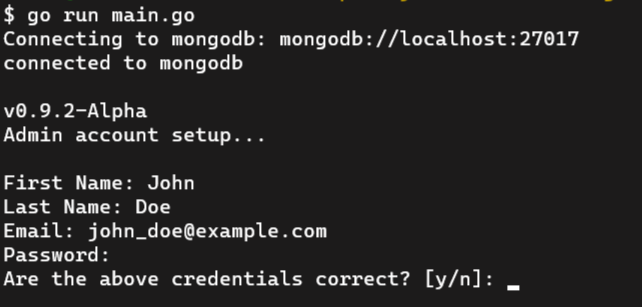 $ go run main.go
Connecting to mongodb: mongodb://localhost:27017
connected to mongodb
v0.9.2-Alpha
Admin account setup...
First Name: John
Last Name: Doe
Email: john_doe@example.com
Password:
Are the above credentials correct? [y/n]: _